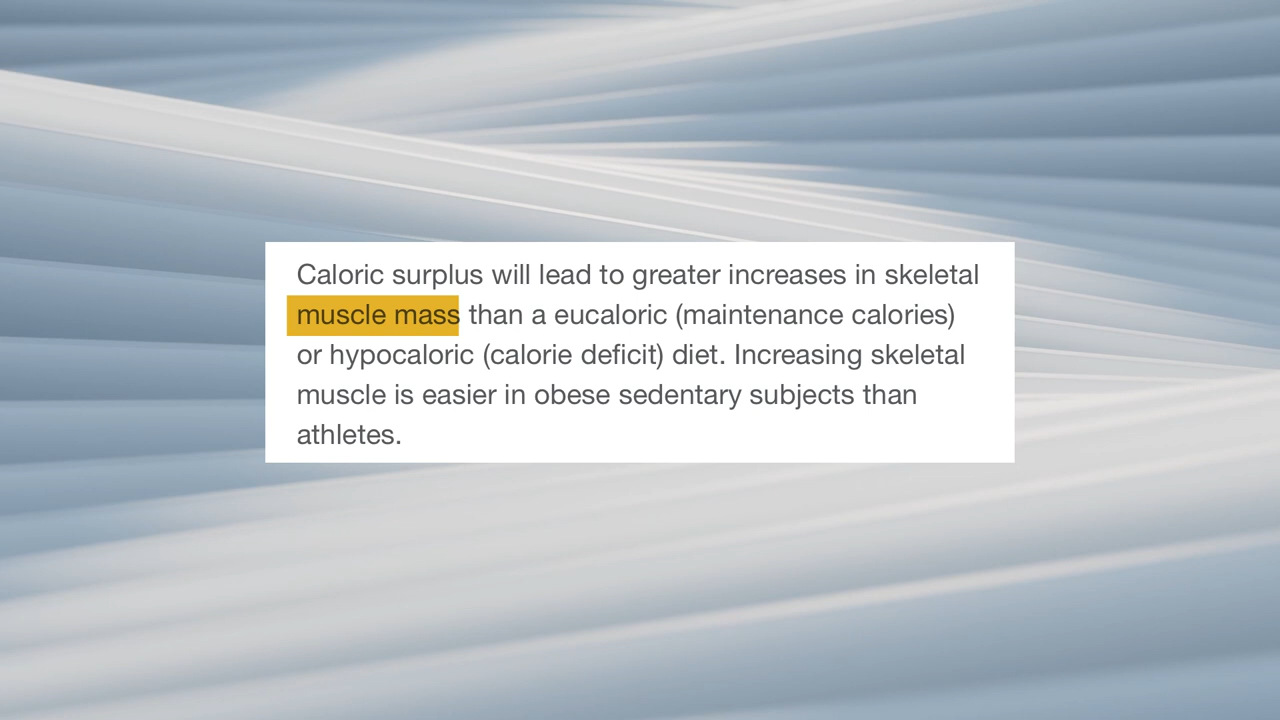 Caloric surplus will lead to greater increases in skeletal
muscle mass than a eucaloric (maintenance calories)
or hypocaloric (calorie deficit) diet. Increasing skeletal
muscle is easier in obese sedentary subjects than
athletes.